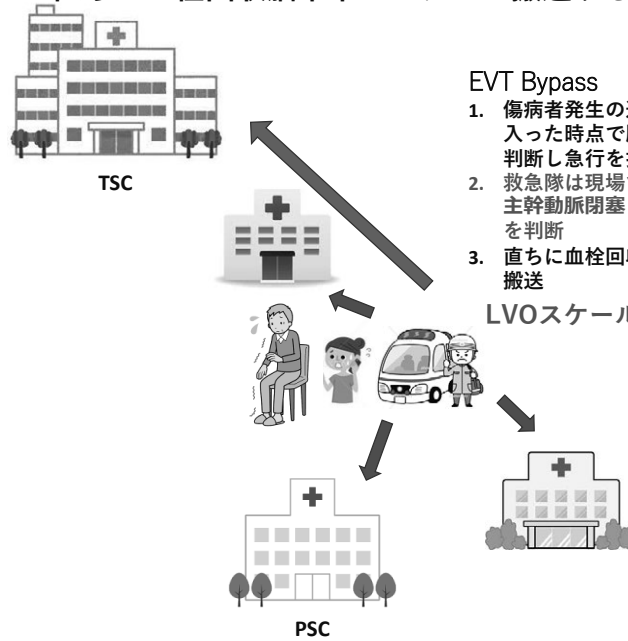 TSC
EVT Bypass
1. 傷病者発生の
入った時点で
判断し急行を
2. 救急隊は現場
主幹動脈閉塞
を判断
3. 直ちに血栓回
搬送
LVOスケール
PSC